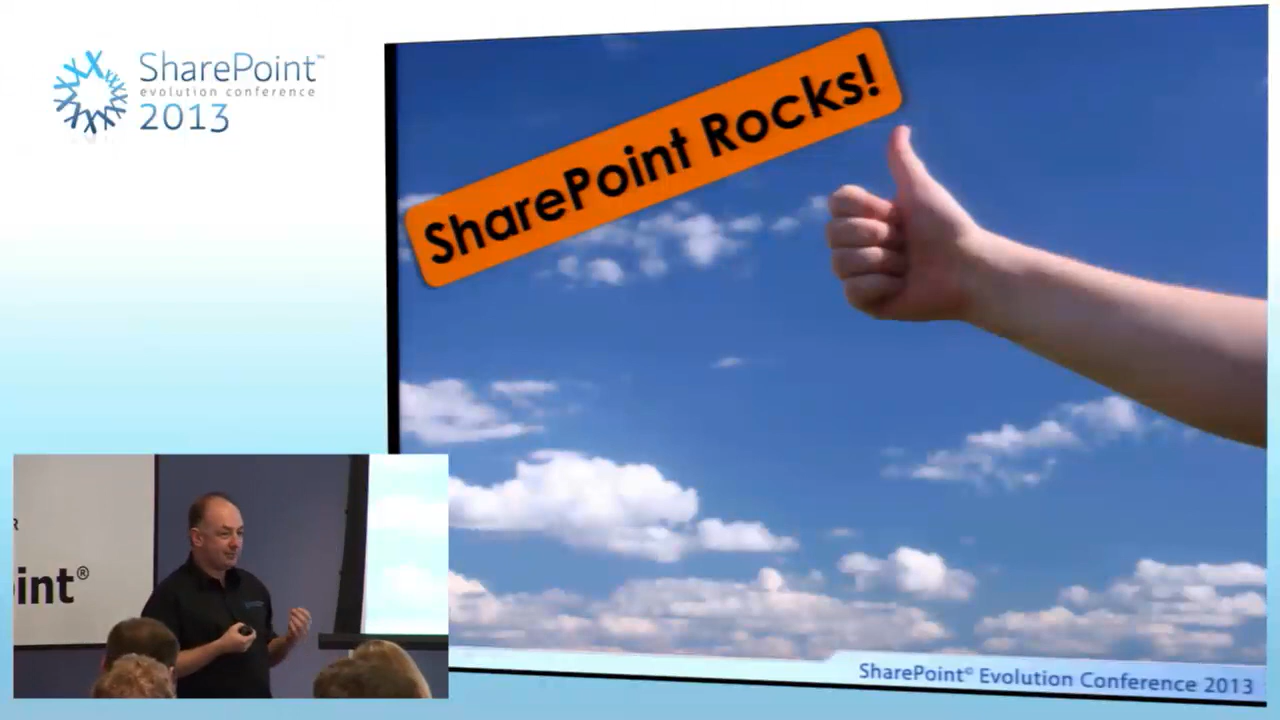 SharePoint™
evolution conference
2013
SharePoint Rocks!
R
int®
SharePoint® Evolution Conference 2013